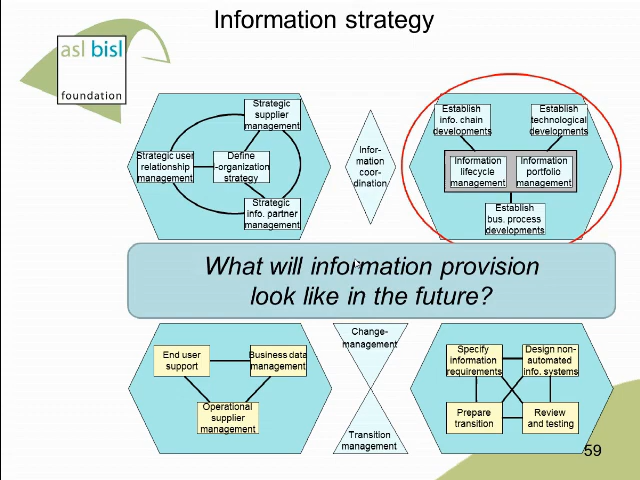 Information strategy
asl bisl
foundation
Strategic
supplier
management
Strategic user
relationship
management
Define
I-organization
strategy
Strategic
info. partner
management
Infor-
mation
coor-
dination
Establish
info. chain
developments
Establish
technological
developments
Information
lifecycle
management
Information
portfolio
management
Establish
bus. process
developments
What will information provision
look like in the future?
End user
support
Business data
management
Operational
supplier
management
Change-
management
Transition
management
Specify
information
requirements
Design non-
automated
info. systems
Prepare
transition
Review
and testing
59